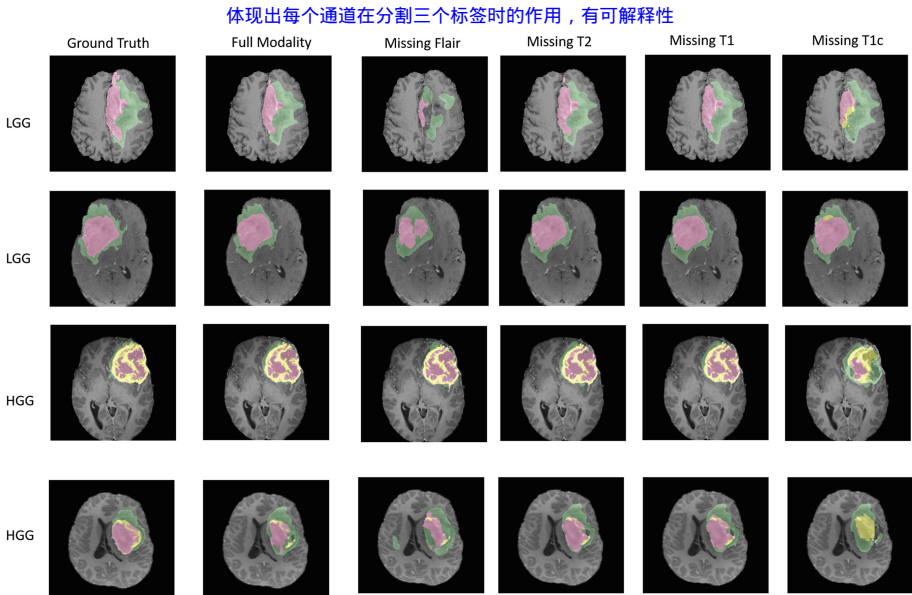 体现出每个通道在分割三个标签时的作用，有可解释性
Ground Truth Full Modality Missing Flair Missing T2 Missing T1 Missing T1c
LGG
LGG
HGG
HGG